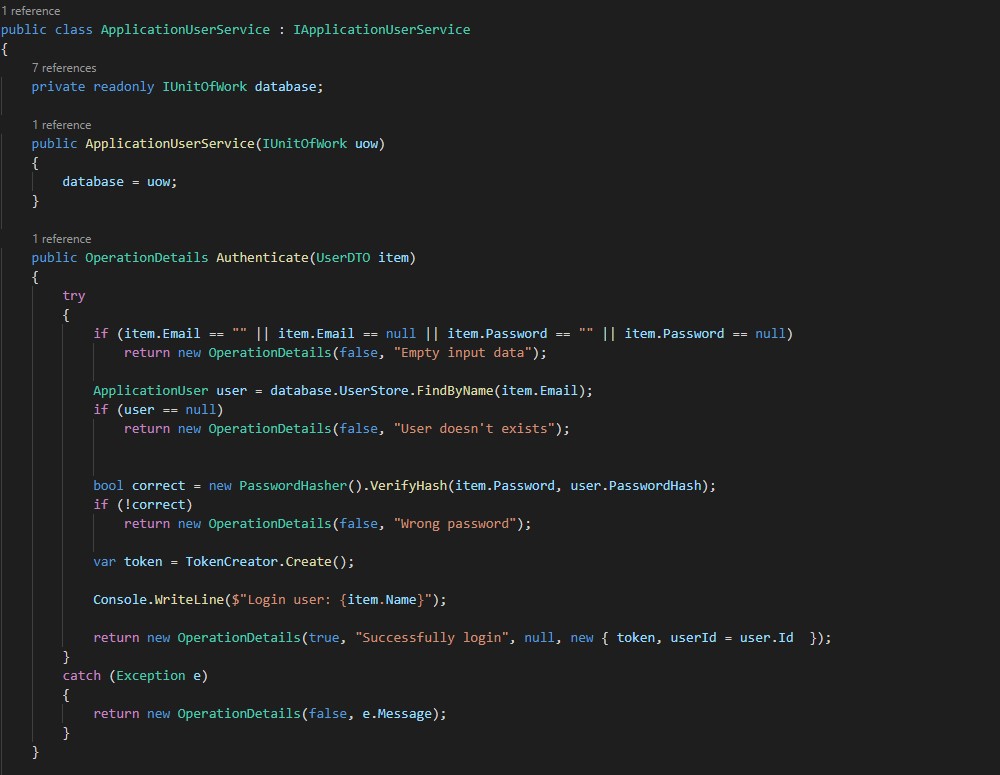 1 reference
public class ApplicationUserService : IApplicationUserService
{
7 references
private readonly IUnitOfWork database;
1 reference
public ApplicationUserService(IUnitOfWork uow)
{
database = uow;
}
1 reference
public OperationDetails Authenticate(UserDTO item)
{
try
{
if (item.Email == "" || item.Email == null || item.Password == "" || item.Password == null)
return new OperationDetails(false, "Empty input data");
ApplicationUser user = database.UserStore.FindByName(item.Email);
if (user == null)
return new OperationDetails(false, "User doesn't exists");
bool correct = new PasswordHasher().VerifyHash(item.Password, user.PasswordHash);
if (!correct)
return new OperationDetails(false, "Wrong password");
var token = TokenCreator.Create();
Console.WriteLine($"Login user: {item.Name}");
return new OperationDetails(true, "Successfully login", null, new { token, userId = user.Id  });
}
catch (Exception e)
{
return new OperationDetails(false, e.Message);
}
}